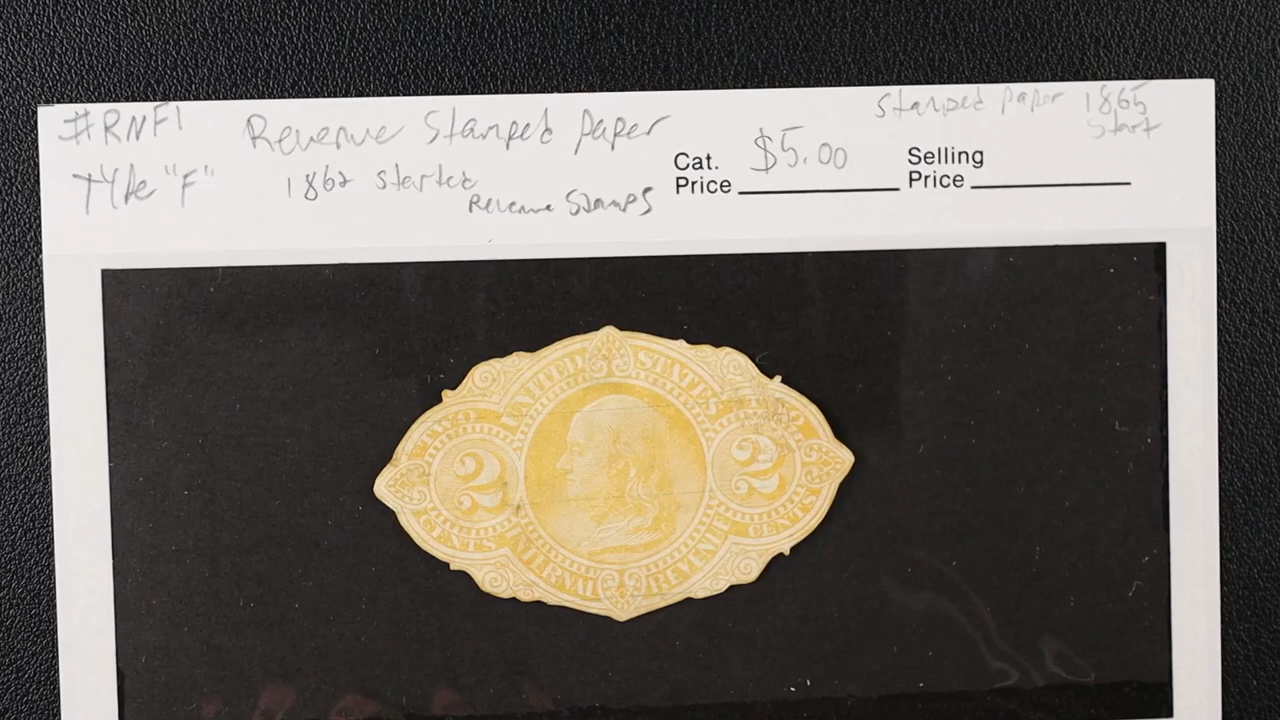 #RNF1
Type "F"
Revenue Stamped Paper
1862 started
Revenue Stamps
Cat.
Price
$5.00
Stamped Paper 1865
Start
Selling
Price
UNITED STATES
TWO
TWO
2
2
CENTS
CENTS
INTERNAL REVENUE